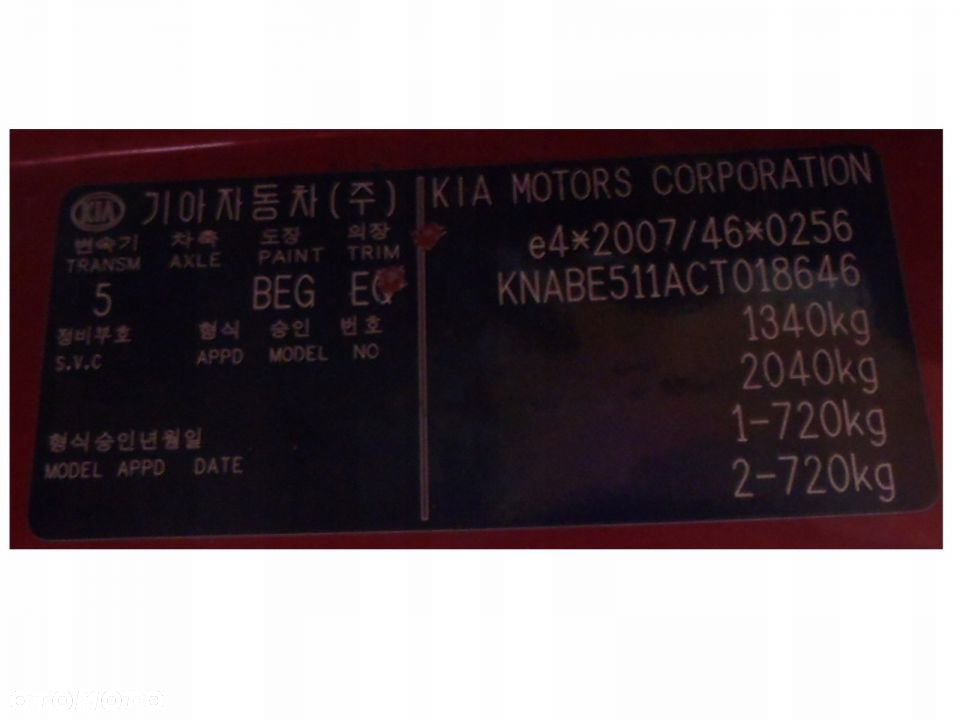 KIA 기아자동차(주)
변속기 차축 도장 의장
TRANSM AXLE PAINT TRIM
5 BEG EQ
정비부호 형식 승인 번호
S.V.C APPD MODEL NO
형식승인년월일
MODEL APPD DATE
KIA MOTORS CORPORATION
e4*2007/46*0256
KNABE511ACT018646
1340kg
2040kg
1-720kg
2-720kg
OTOMOTO